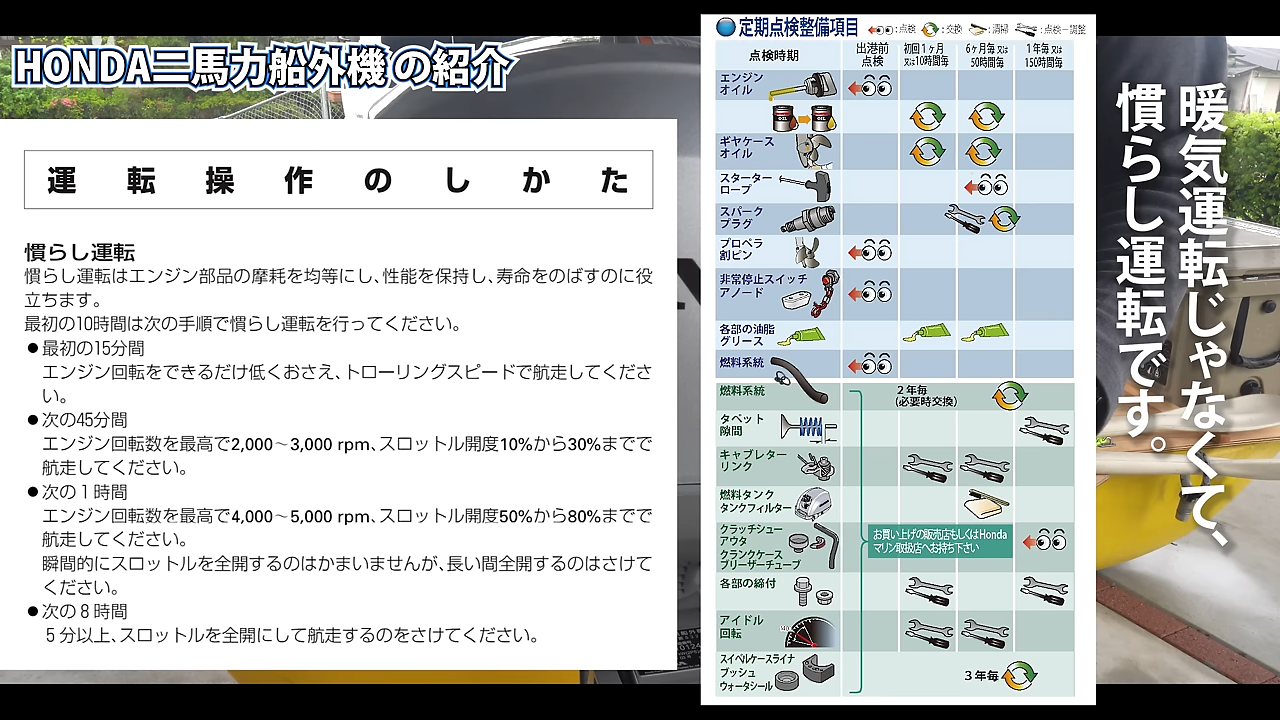 HONDA二馬力船外機の紹介
運転操作のしかた
慣らし運転
慣らし運転はエンジン部品の摩耗を均等にし、性能を保持し、寿命をのばすのに役
立ちます。
最初の10時間は次の手順で慣らし運転を行ってください。
●最初の15分間
エンジン回転をできるだけ低くおさえ、トローリングスピードで航走してくださ
い。
●次の45分間
エンジン回転数を最高で2,000〜3,000 rpm、スロットル開度10%から30%までで
航走してください。
●次の1時間
エンジン回転数を最高で4,000〜5,000 rpm、スロットル開度50%から80%までで
航走してください。
瞬間的にスロットルを全開するのはかまいませんが、長い間全開するのはさけて
ください。
●次の8時間
5分以上、スロットルを全開にして航走するのをさけてください。
定期点検整備項目
:点検 :交換 :清掃 :点検－調整
点検時期
出港前
点検
初回1ヶ月
又は10時間毎
6ヶ月毎 又は
50時間毎
1年毎 又は
150時間毎
エンジン
オイル
OIL OIL
ギヤケース
オイル
スターター
ロープ
スパーク
プラグ
プロペラ
割ピン
非常停止スイッチ
アノード
各部の油脂
グリース
燃料系統
燃料系統
2年毎
(必要時交換)
タペット
隙間
キャブレター
リンク
燃料タンク
タンクフィルター
クラッチシュー
アウタ
クランクケース
ブリーザーチューブ
お買い上げの販売店もしくはHonda
マリン取扱店へお持ち下さい
各部の締付
アイドル
回転
スイベルケースライナ
ブッシュ
ウォータシール
3年毎
暖気運転じゃなくて、
慣らし運転です。